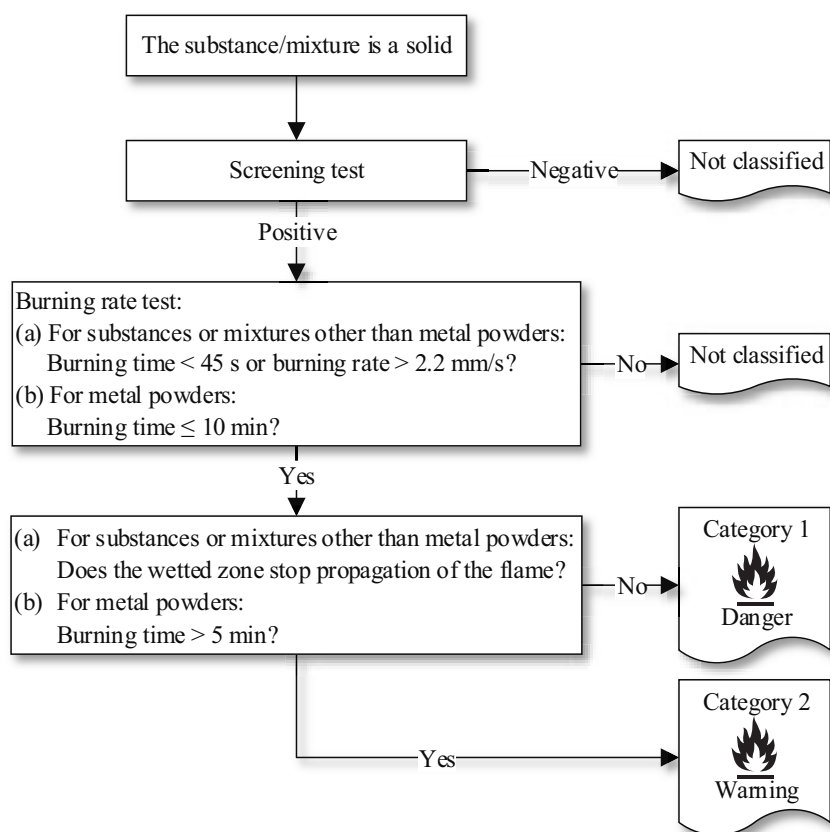 The substance/mixture is a solid
Screening test
Negative
Not classified
Positive
Burning rate test:
(a) For substances or mixtures other than metal powders:
Burning time < 45 s or burning rate > 2.2 mm/s?
(b) For metal powders:
Burning time ≤ 10 min?
No
Not classified
Yes
(a) For substances or mixtures other than metal powders:
Does the wetted zone stop propagation of the flame?
(b) For metal powders:
Burning time > 5 min?
No
Category 1
Danger
Yes
Category 2
Warning